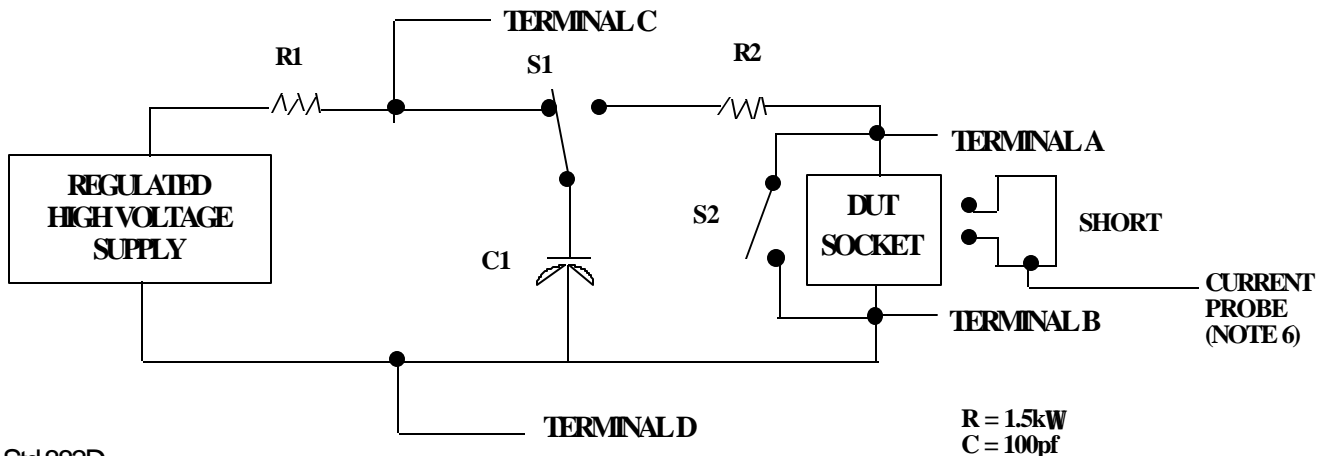 TERMINAL C
R1
S1
R2
TERMINAL A
REGULATED
HIGH VOLTAGE
SUPPLY
S2
DUT
SOCKET
SHORT
C1
CURRENT
PROBE
(NOTE 6)
TERMINAL B
TERMINAL D
R = 1.5kW
C = 100pf